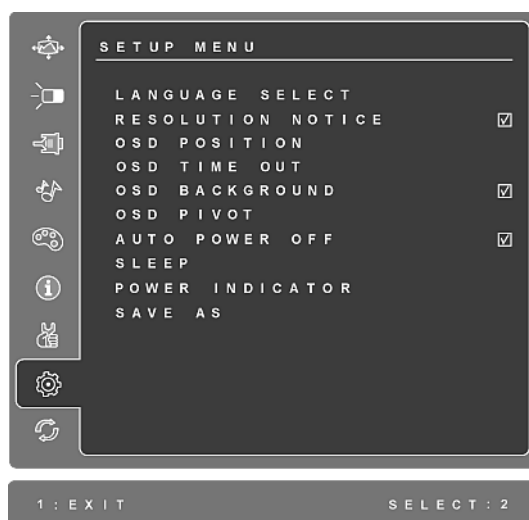 SETUP MENU
LANGUAGE SELECT
RESOLUTION NOTICE
OSD POSITION
OSD TIME OUT
OSD BACKGROUND
OSD PIVOT
AUTO POWER OFF
SLEEP
POWER INDICATOR
SAVE AS
1:EXIT SELECT:2